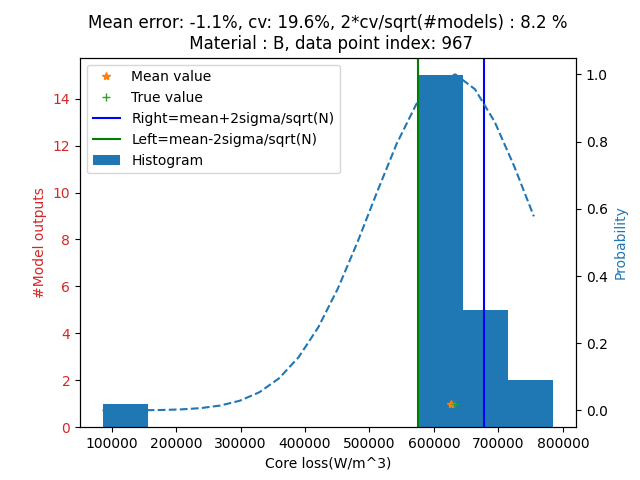 Mean error: -1.1%, cv: 19.6%, 2*cv/sqrt(#models) : 8.2 %
Material : B, data point index: 967
Mean value
True value
Right=mean+2sigma/sqrt(N)
Left=mean-2sigma/sqrt(N)
Histogram
14
12
10
8
6
4
2
0
#Model outputs
1.0
0.8
0.6
0.4
0.2
0.0
Probability
100000 200000 300000 400000 500000 600000 700000 800000
Core loss(W/m^3)